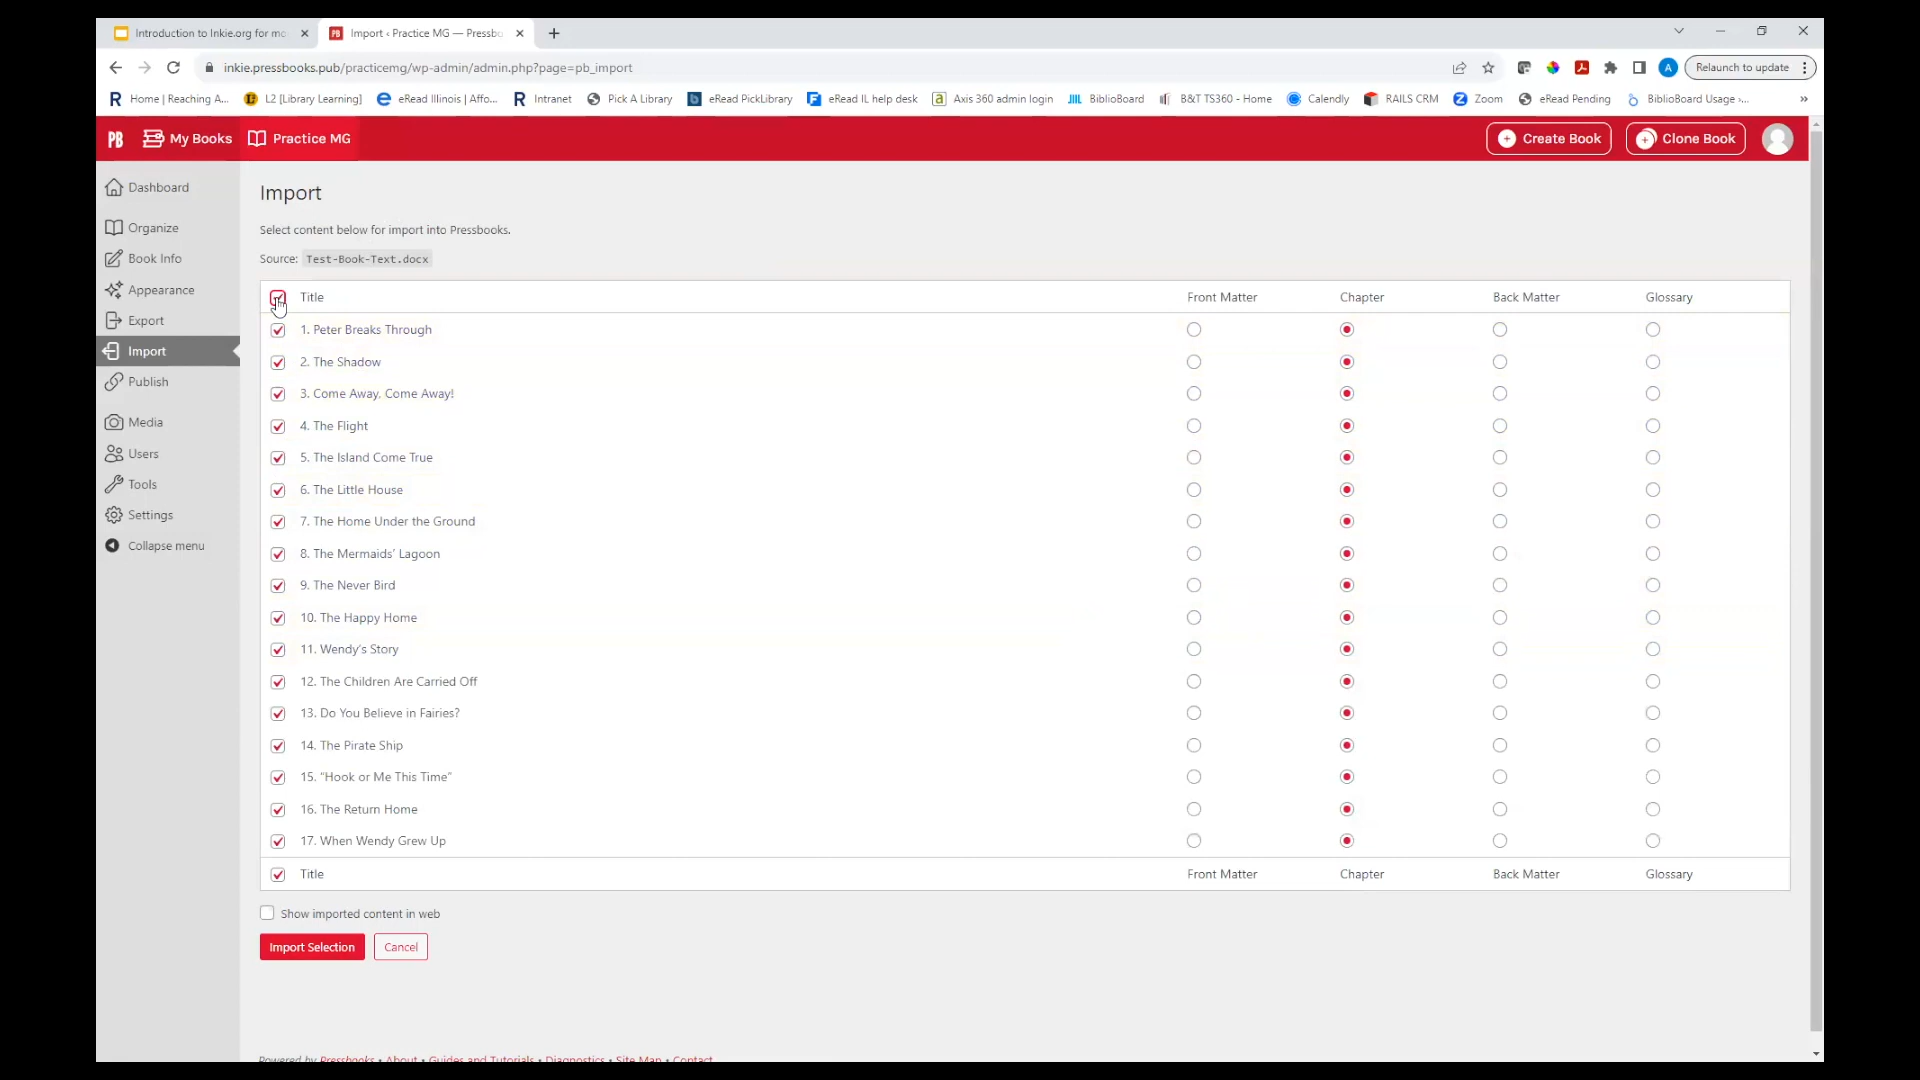 Introduction to Inkie.org for mo
Import ‹ Practice MG — Pressbo
inkie.pressbooks.pub/practicemg/wp-admin/admin.php?page=pb_import
A
Relaunch to update
Home | Reaching A...
L2 [Library Learning]
eRead Illinois | Affo...
Intranet
Pick A Library
eRead PickLibrary
eRead IL help desk
Axis 360 admin login
BiblioBoard
B&T TS360 - Home
Calendly
RAILS CRM
Zoom
eRead Pending
BiblioBoard Usage ›...
»
PB
My Books
Practice MG
Create Book
Clone Book
Dashboard
Organize
Book Info
Appearance
Export
Import
Publish
Media
Users
Tools
Settings
Collapse menu
Import
Select content below for import into Pressbooks.
Source: Test-Book-Text.docx
Title Front Matter Chapter Back Matter Glossary
1. Peter Breaks Through
2. The Shadow
3. Come Away, Come Away!
4. The Flight
5. The Island Come True
6. The Little House
7. The Home Under the Ground
8. The Mermaids’ Lagoon
9. The Never Bird
10. The Happy Home
11. Wendy’s Story
12. The Children Are Carried Off
13. Do You Believe in Fairies?
14. The Pirate Ship
15. “Hook or Me This Time”
16. The Return Home
17. When Wendy Grew Up
Title Front Matter Chapter Back Matter Glossary
Show imported content in web
Import Selection
Cancel
Powered by Pressbooks • About • Guides and Tutorials • Diagnostics • Site Map • Contact